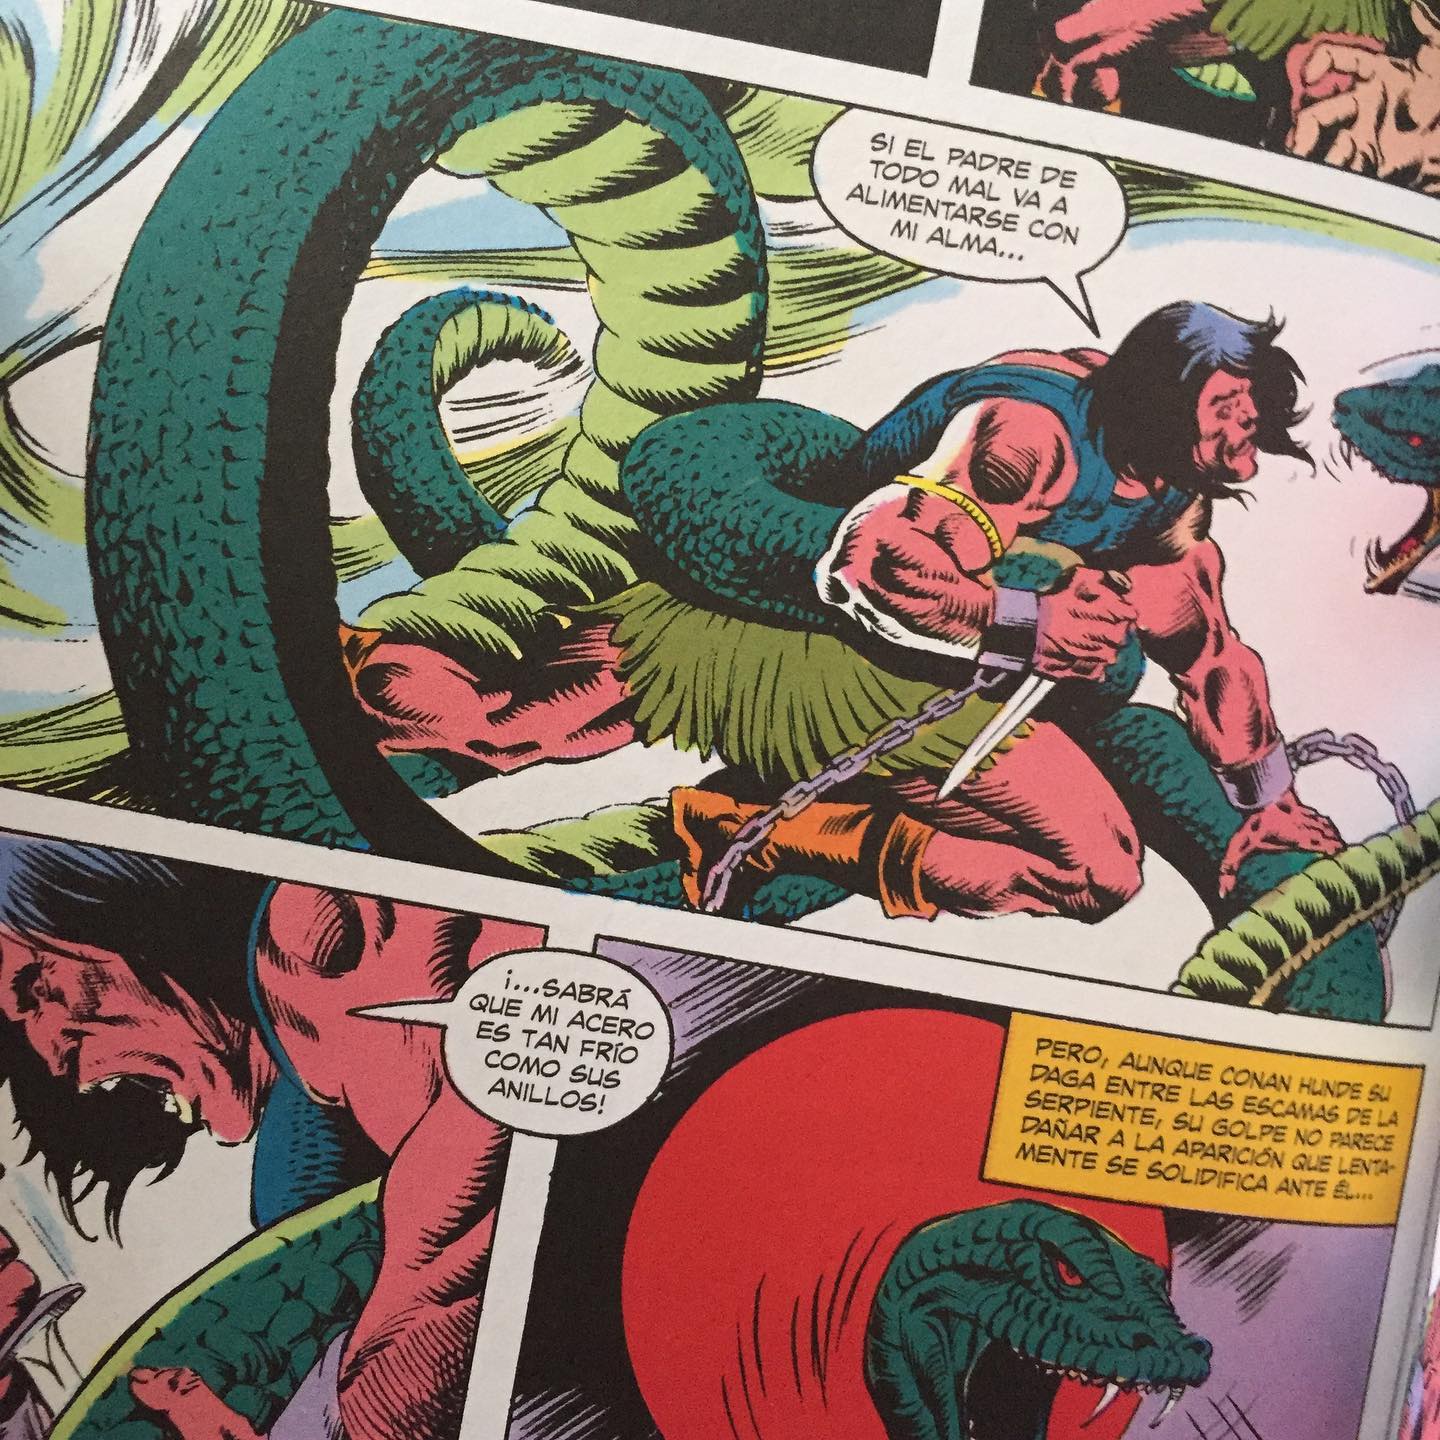 SI EL PADRE DE
TODO MAL VA A
ALIMENTARSE CON
MI ALMA...
¡...SABRÁ
QUE MI ACERO
ES TAN FRÍO
COMO SUS
ANILLOS!
PERO, AUNQUE CONAN HUNDE SU
DAGA ENTRE LAS ESCAMAS DE LA
SERPIENTE, SU GOLPE NO PARECE
DAÑAR A LA APARICIÓN QUE LENTA-
MENTE SE SOLIDIFICA ANTE ÉL...